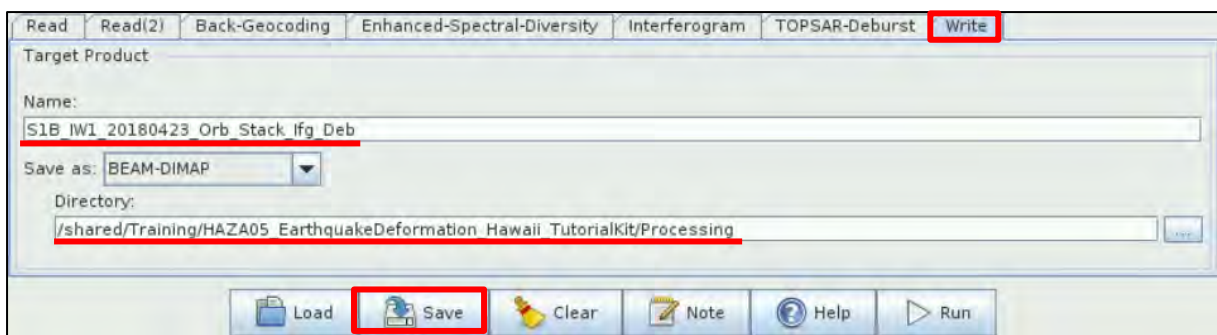 Read Read(2) Back-Geocoding Enhanced-Spectral-Diversity Interferogram TOPSAR-Deburst Write
Target Product
Name:
S1B_IW1_20180423_Orb_Stack_Ifg_Deb
Save as: BEAM-DIMAP
Directory:
/shared/Training/HAZA05_EarthquakeDeformation_Hawaii_TutorialKit/Processing
...
Load Save Clear Note Help Run